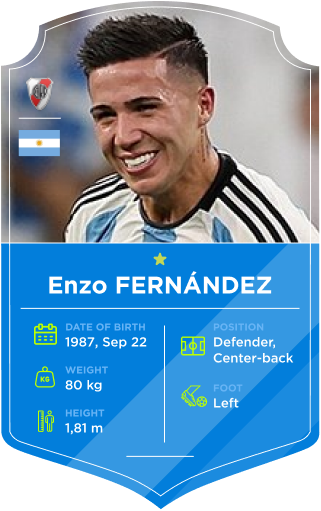 Enzo FERNÁNDEZ
DATE OF BIRTH
1987, Sep 22
WEIGHT
KG
80 kg
HEIGHT
1,81 m
POSITION
Defender,
Center-back
FOOT
Left